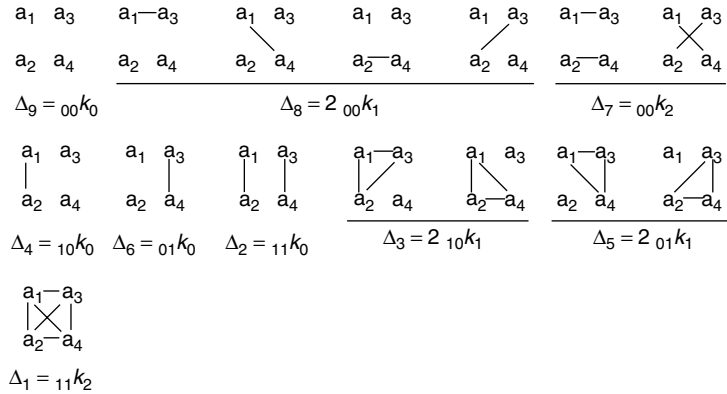 a₁ a₃ a₁ a₃ a₁ a₃ a₁ a₃ a₁ a₃ a₁ a₃ a₁ a₃
a₂ a₄ a₂ a₄ a₂ a₄ a₂ a₄ a₂ a₄ a₂ a₄ a₂ a₄
Δ₉ = ₀₀k₀ Δ₈ = 2 ₀₀k₁ Δ₇ = ₀₀k₂
a₁ a₃ a₁ a₃ a₁ a₃ a₁ a₃ a₁ a₃ a₁ a₃ a₁ a₃
a₂ a₄ a₂ a₄ a₂ a₄ a₂ a₄ a₂ a₄ a₂ a₄ a₂ a₄
Δ₄ = ₁₀k₀ Δ₆ = ₀₁k₀ Δ₂ = ₁₁k₀ Δ₃ = 2 ₁₀k₁ Δ₅ = 2 ₀₁k₁
a₁ a₃
a₂ a₄
Δ₁ = ₁₁k₂